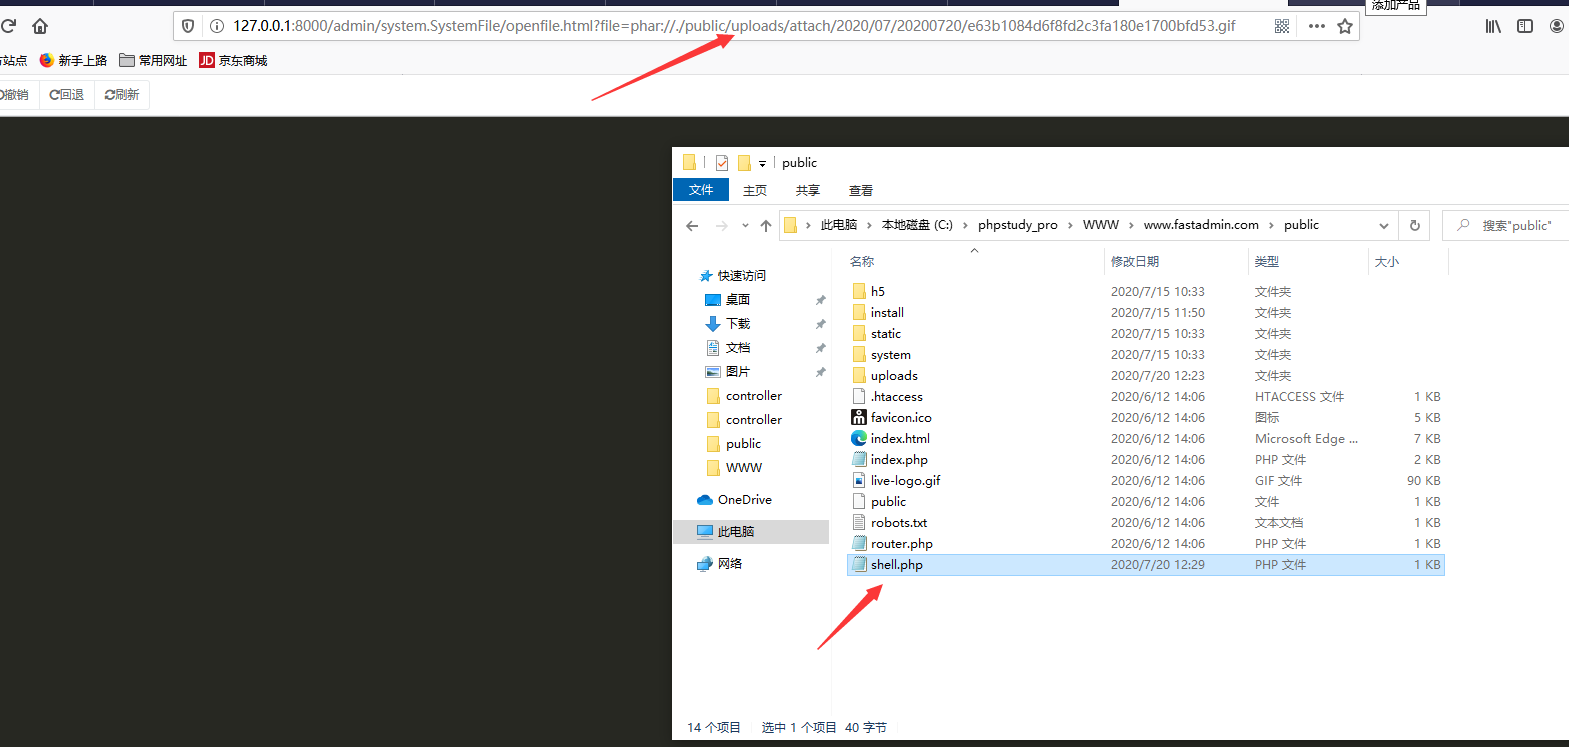 添加产品
127.0.0.1:8000/admin/system.SystemFile/openfile.html?file=phar://./public/uploads/attach/2020/07/20200720/e63b1084d6f8fd2c3fa180e1700bfd53.gif
站点 新手上路 常用网址 JD 京东商城
撤销 回退 刷新
public
文件 主页 共享 查看
此电脑 本地磁盘 (C:) phpstudy_pro WWW www.fastadmin.com public 搜索"public"
名称 修改日期 类型 大小
快速访问
桌面
下载
文档
图片
controller
controller
public
WWW
OneDrive
此电脑
网络
h5 2020/7/15 10:33 文件夹
install 2020/7/15 11:50 文件夹
static 2020/7/15 10:33 文件夹
system 2020/7/15 10:33 文件夹
uploads 2020/7/20 12:23 文件夹
.htaccess 2020/6/12 14:06 HTACCESS 文件 1 KB
favicon.ico 2020/6/12 14:06 图标 5 KB
index.html 2020/6/12 14:06 Microsoft Edge ... 7 KB
index.php 2020/6/12 14:06 PHP 文件 2 KB
live-logo.gif 2020/6/12 14:06 GIF 文件 90 KB
public 2020/6/12 14:06 文件 1 KB
robots.txt 2020/6/12 14:06 文本文档 1 KB
router.php 2020/6/12 14:06 PHP 文件 1 KB
shell.php 2020/7/20 12:29 PHP 文件 1 KB
14 个项目 选中 1 个项目 40 字节